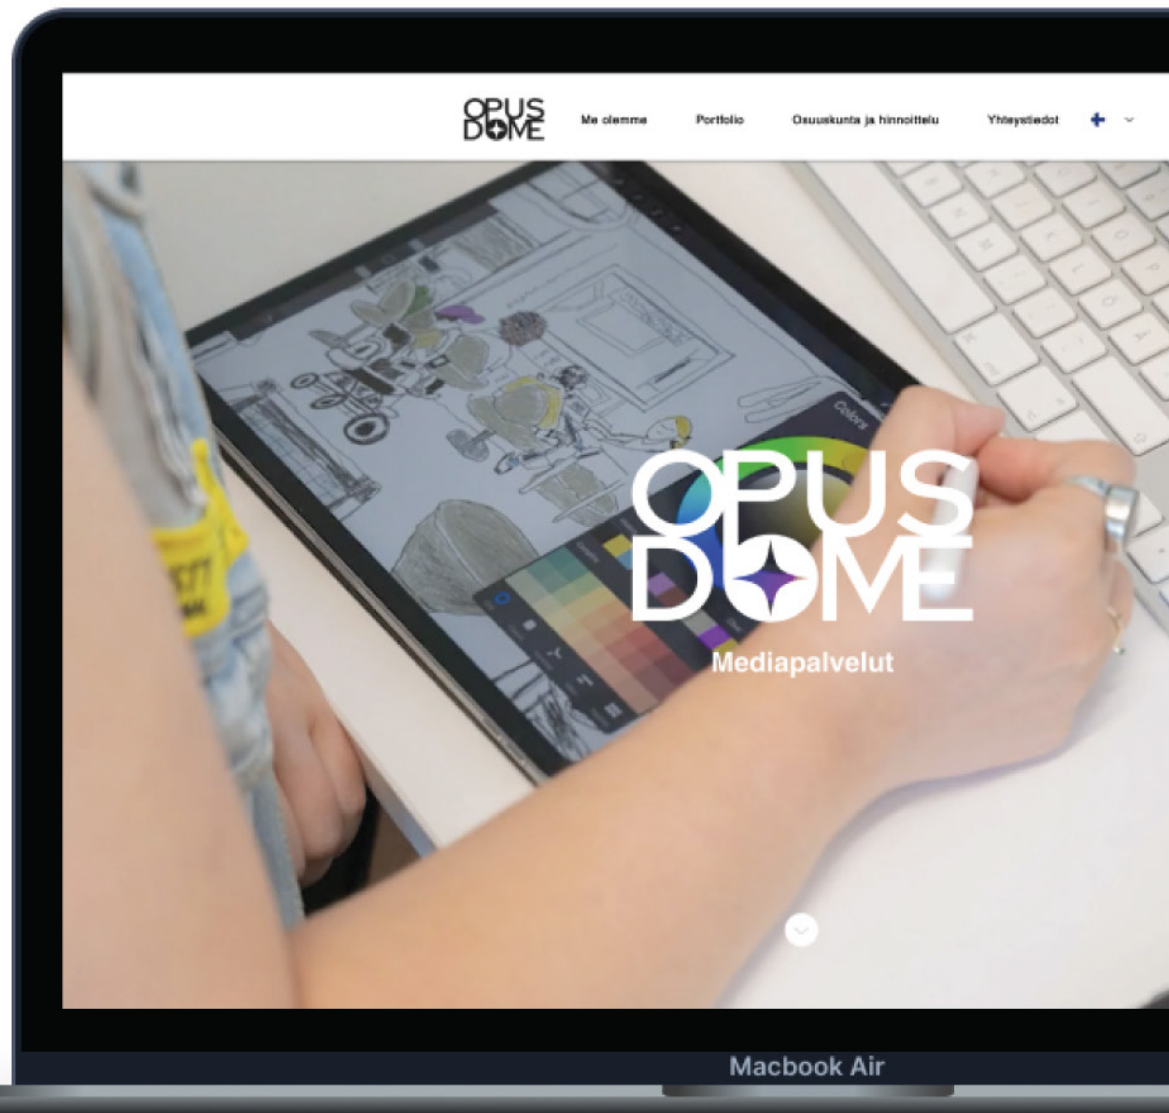 OPUS
DOME
Me olemme
Portfolio
Osuuskunta ja hinnoittelu
Yhteystiedot
Colors
OPUS
DOME
Mediapalvelut
Macbook Air